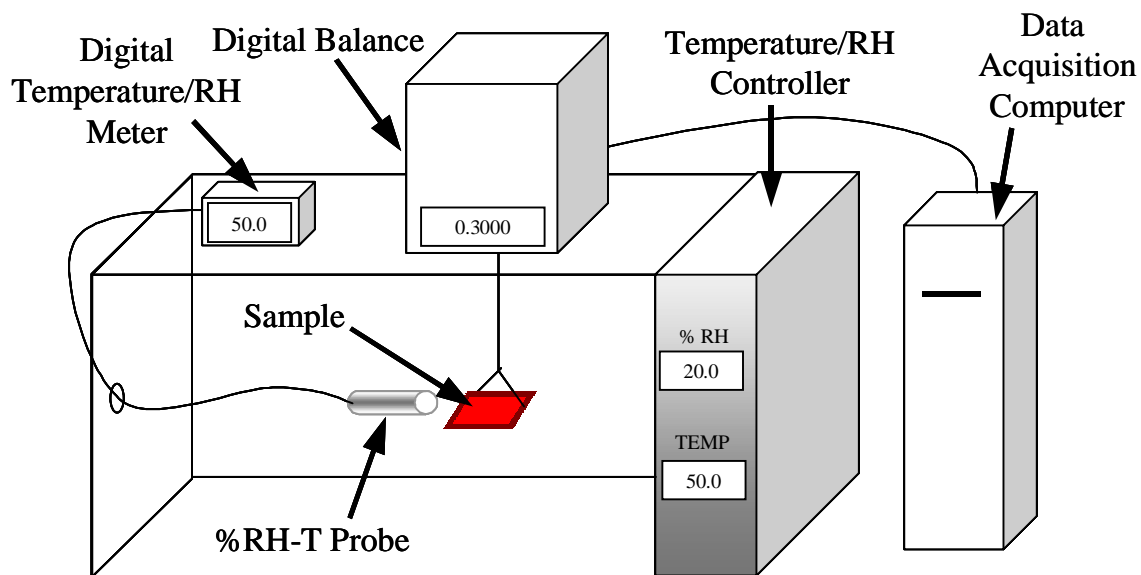 Digital
Temperature/RH
Meter
Digital Balance
Temperature/RH
Controller
Data
Acquisition
Computer
50.0
0.3000
Sample
% RH
20.0
TEMP
50.0
%RH-T Probe